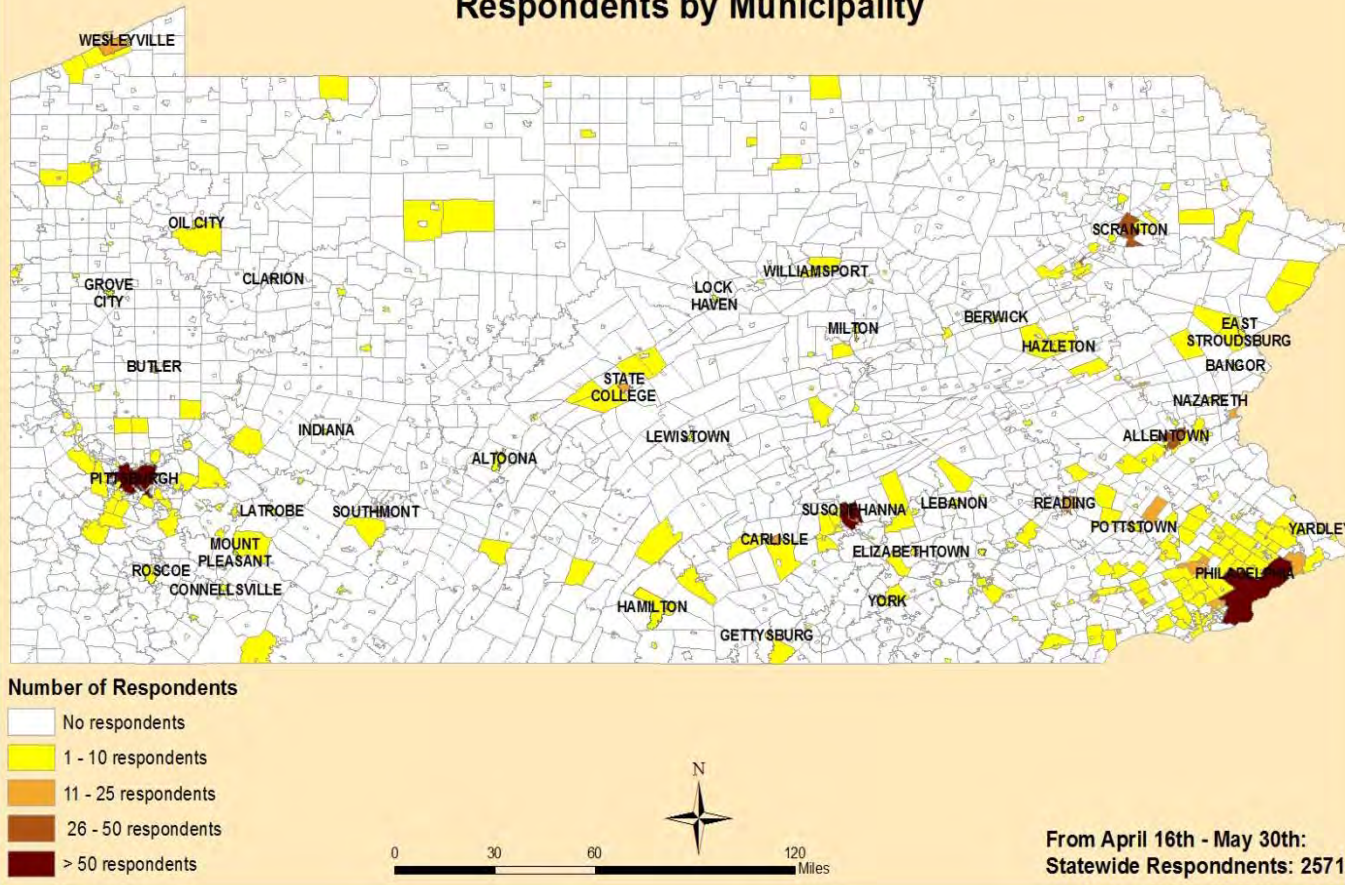 Respondents by Municipality
WESLEYVILLE
OIL CITY
SCRANTON
CLARION
WILLIAMSPORT
GROVE
CITY
LOCK
HAVEN
BERWICK
MILTON
EAST
STROUDSBURG
HAZLETON
BUTLER
BANGOR
STATE
COLLEGE
NAZARETH
INDIANA
LEWISTOWN
ALLENTOWN
ALTOONA
PITTSBURGH
LATROBE
SOUTHMONT
SUSQUEHANNA
LEBANON
READING
POTTSTOWN
YARDLEY
CARLISLE
MOUNT
PLEASANT
ELIZABETHTOWN
ROSCOE
PHILADELPHIA
CONNELLSVILLE
HAMILTON
YORK
GETTYSBURG
Number of Respondents
No respondents
1 - 10 respondents
11 - 25 respondents
26 - 50 respondents
> 50 respondents
N
0 30 60 120
Miles
From April 16th - May 30th:
Statewide Respondnents: 2571